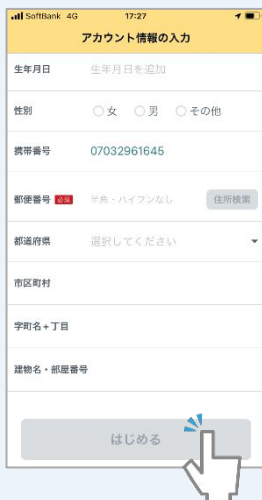 SoftBank 4G 17:27
アカウント情報の入力
生年月日 生年月日を追加
性別 女 男 その他
携帯番号 07032961645
郵便番号 必須 半角・ハイフンなし 住所検索
都道府県 選択してください
市区町村
字町名+丁目
建物名・部屋番号
はじめる